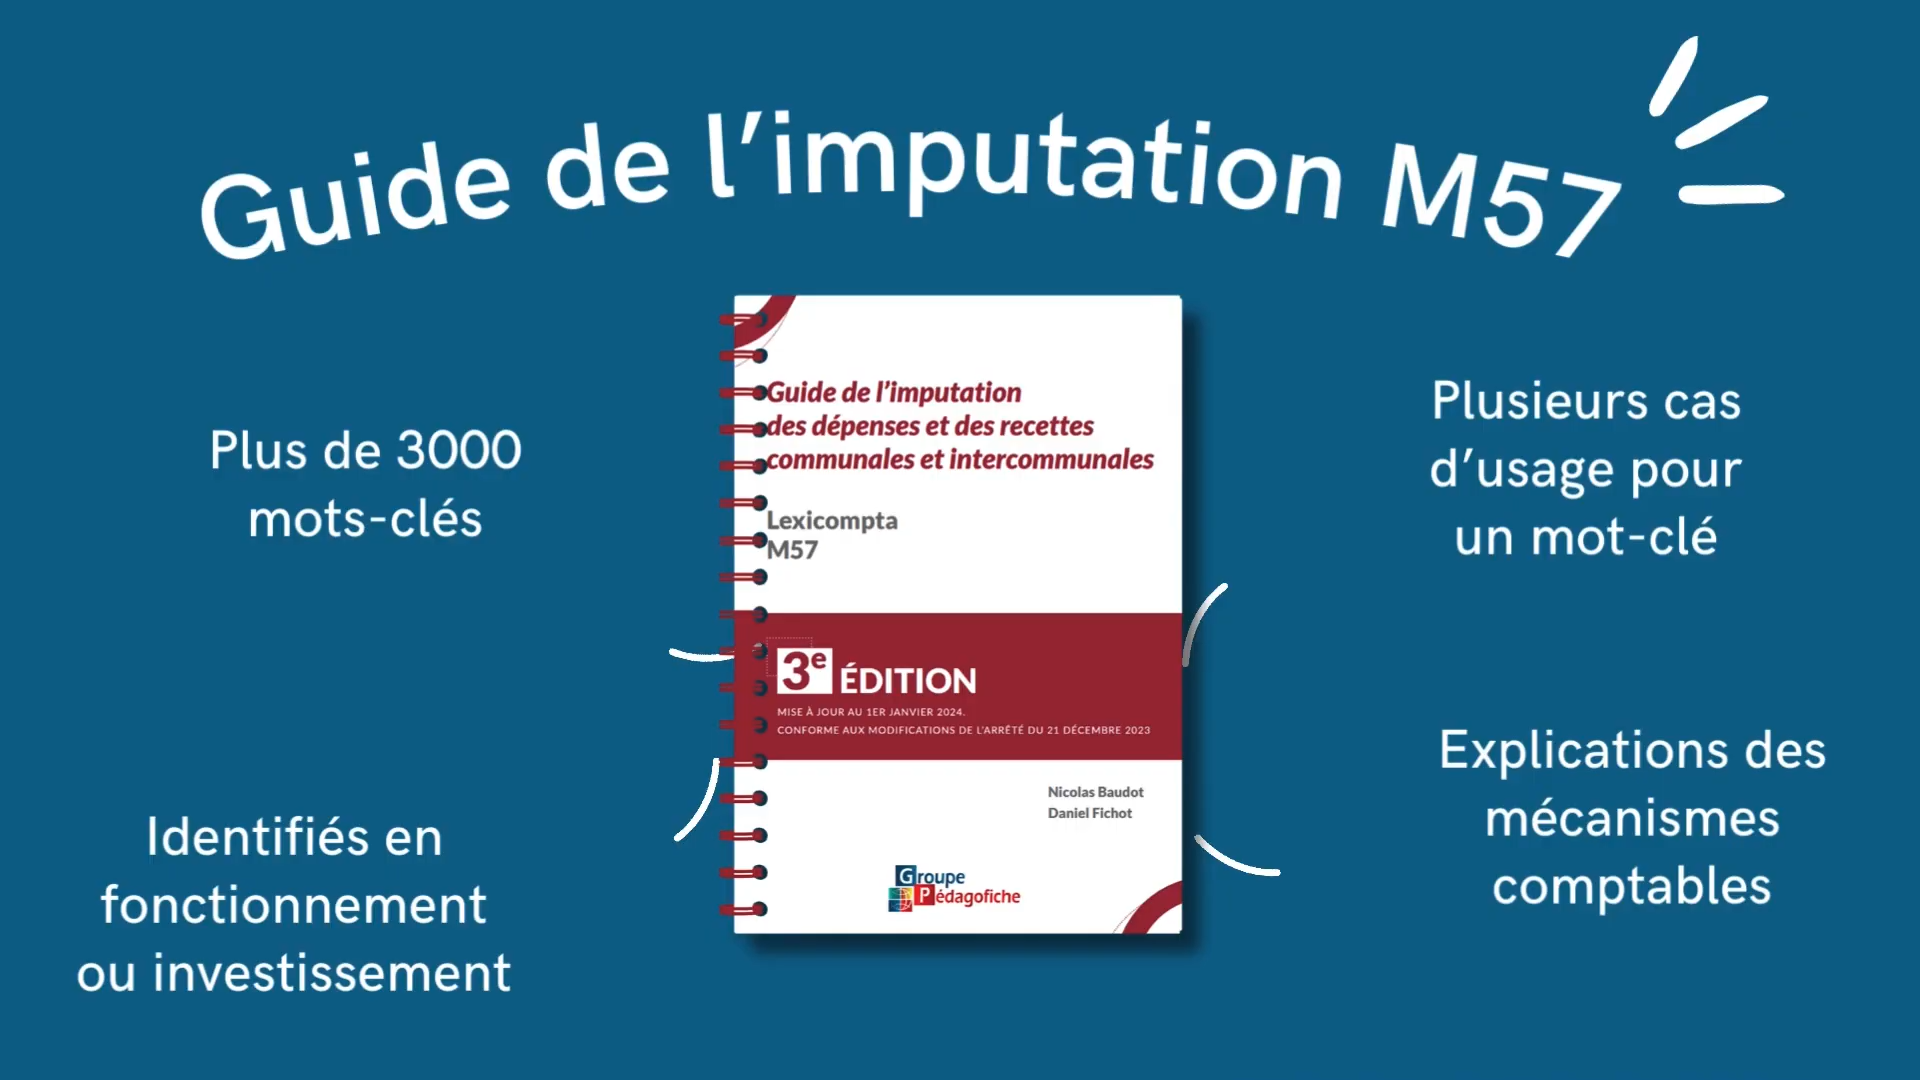 Guide de l’imputation M57
Plus de 3000
mots-clés
Identifiés en
fonctionnement
ou investissement
Guide de l’imputation
des dépenses et des recettes
communales et intercommunales
Lexicompta
M57
3e ÉDITION
MISE À JOUR AU 1ER JANVIER 2024.
CONFORME AUX MODIFICATIONS DE L’ARRÊTÉ DU 21 DÉCEMBRE 2023
Nicolas Baudot
Daniel Fichot
Groupe
Pédagofiche
Plusieurs cas
d’usage pour
un mot-clé
Explications des
mécanismes
comptables